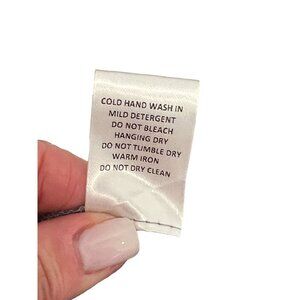 COLD HAND WASH IN
MILD DETERGENT
DO NOT BLEACH
HANGING DRY
DO NOT TUMBLE DRY
WARM IRON
DO NOT DRY CLEAN